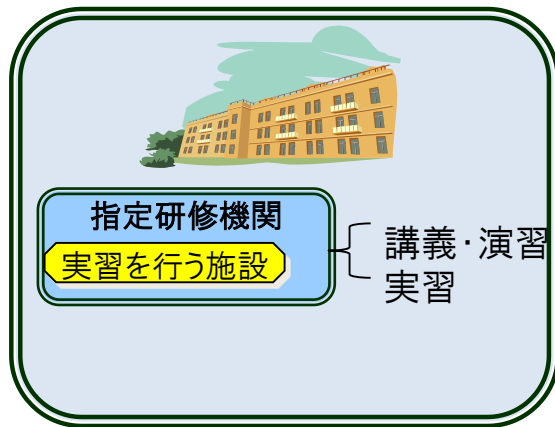 指定研修機関
実習を行う施設
講義・演習
実習